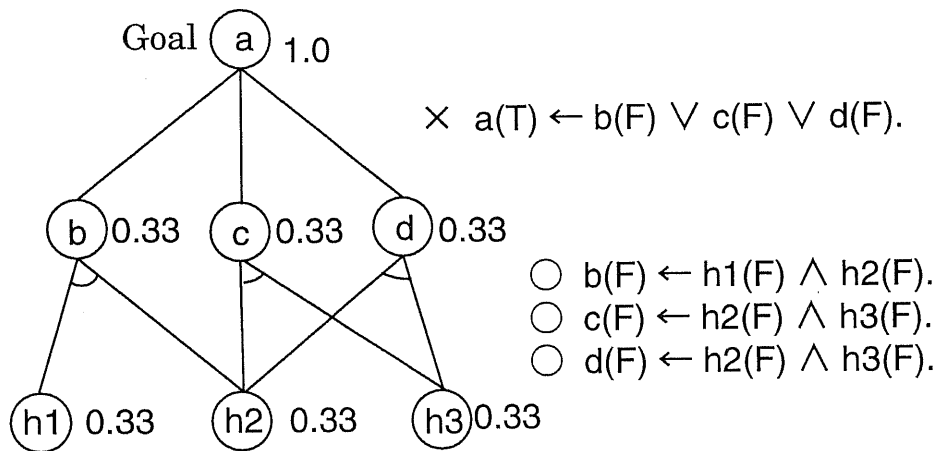 Goal a 1.0
× a(T) ← b(F) ∨ c(F) ∨ d(F).
b 0.33 c 0.33 d 0.33
○ b(F) ← h1(F) ∧ h2(F).
○ c(F) ← h2(F) ∧ h3(F).
○ d(F) ← h2(F) ∧ h3(F).
h1 0.33 h2 0.33 h3 0.33